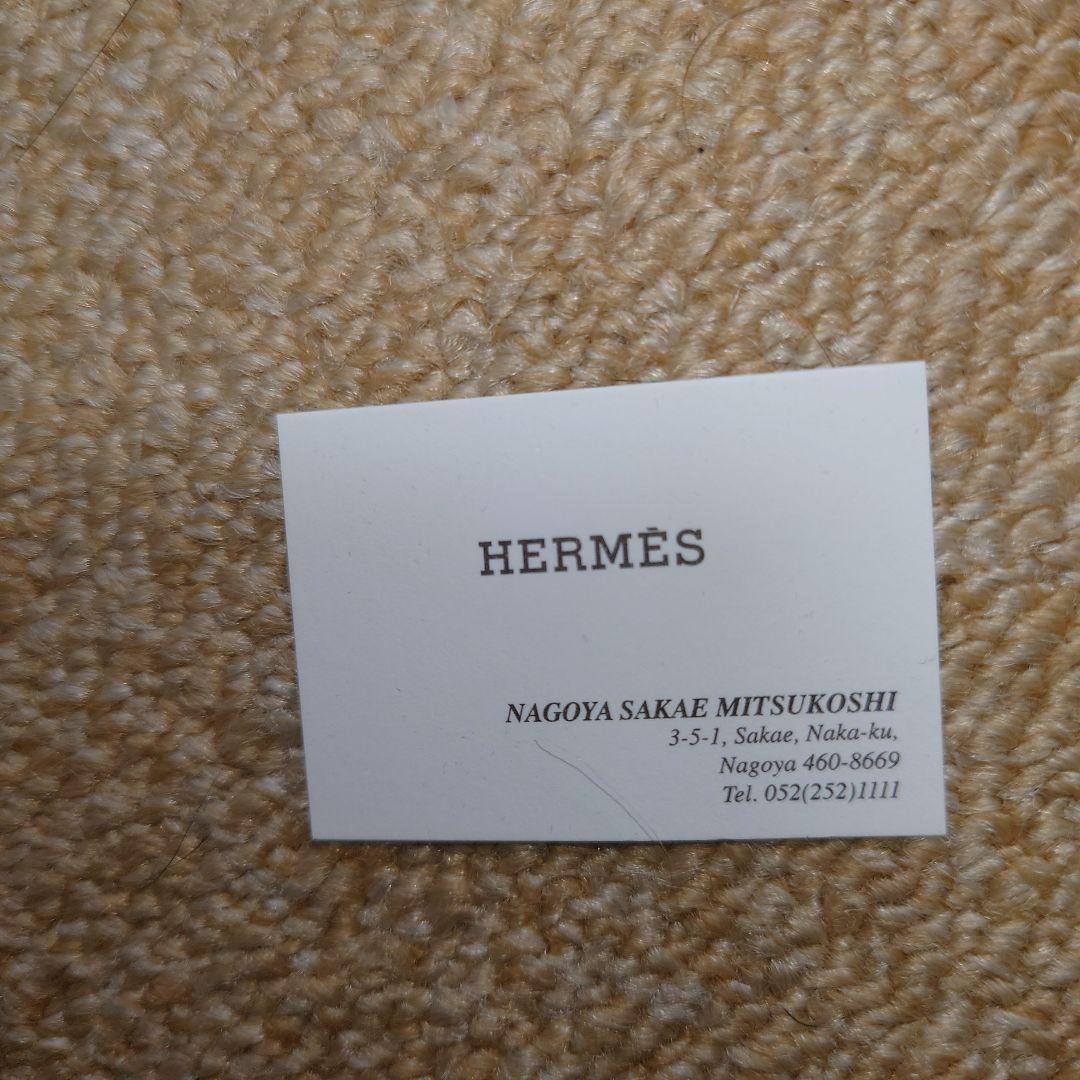 HERMÈS
NAGOYA SAKAE MITSUKOSHI
3-5-1, Sakae, Naka-ku,
Nagoya 460-8669
Tel. 052(252)1111